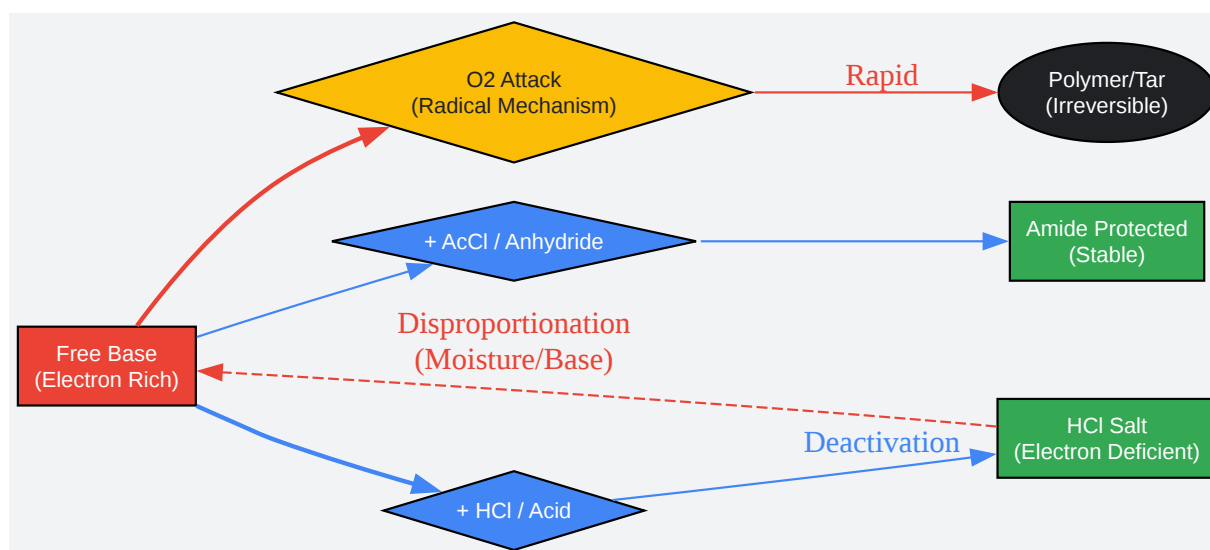 O2 Attack
(Radical Mechanism)
Rapid
Polymer/Tar
(Irreversible)
+ AcCl / Anhydride
Amide Protected
(Stable)
Disproportionation
(Moisture/Base)
Free Base
(Electron Rich)
HCl Salt
(Electron Deficient)
Deactivation
+ HCl / Acid